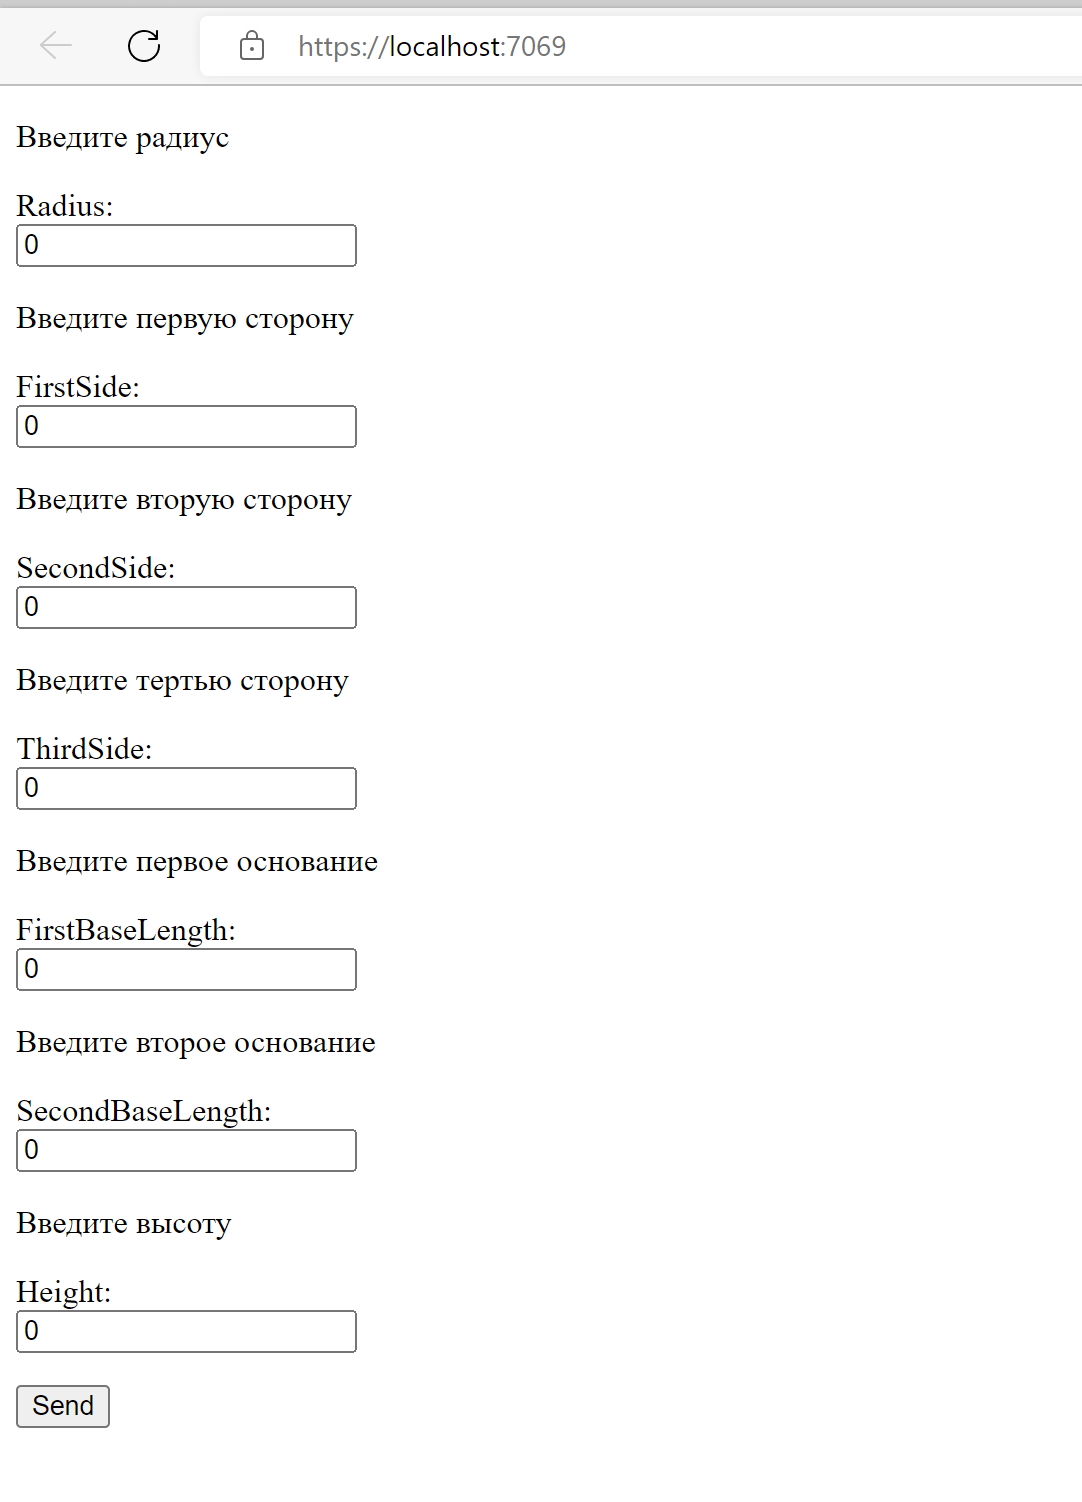 https://localhost:7069
Введите радиус
Radius:
0
Введите первую сторону
FirstSide:
0
Введите вторую сторону
SecondSide:
0
Введите тертью сторону
ThirdSide:
0
Введите первое основание
FirstBaseLength:
0
Введите второе основание
SecondBaseLength:
0
Введите высоту
Height:
0
Send